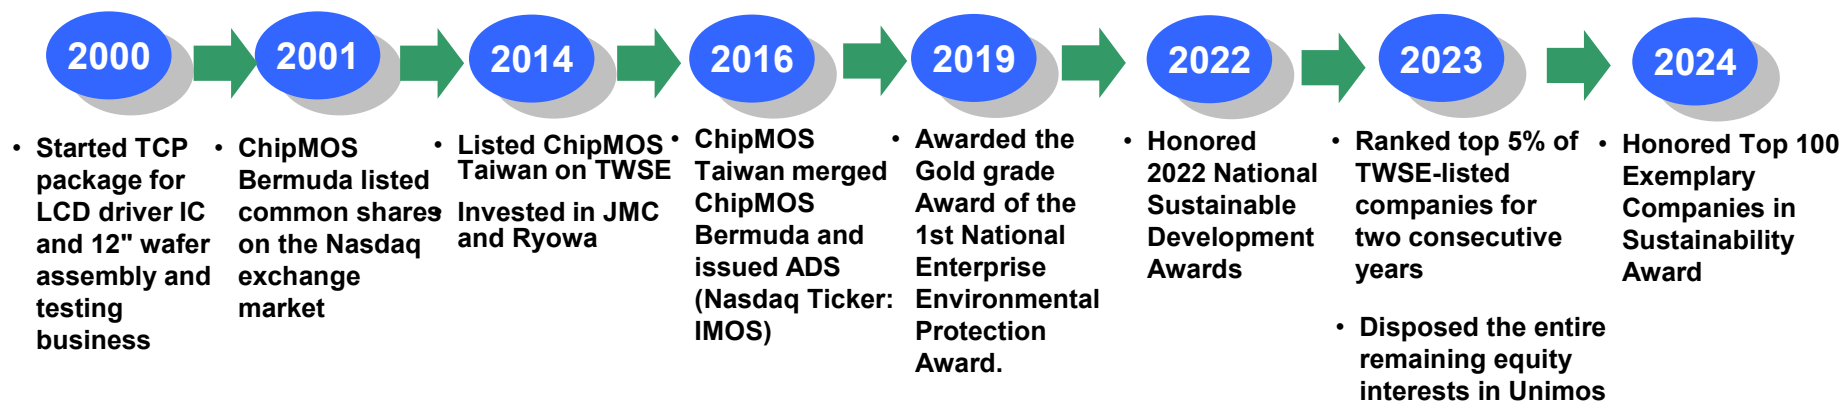 2000
2001
2014
2016
2019
2022
2023
2024
• Started TCP
package for
LCD driver IC
and 12" wafer
assembly and
testing
business
• ChipMOS
Bermuda listed
common shares
on the Nasdaq
exchange
market
• Listed ChipMOS
Taiwan on TWSE
• Invested in JMC
and Ryowa
• ChipMOS
Taiwan merged
ChipMOS
Bermuda and
issued ADS
(Nasdaq Ticker:
IMOS)
• Awarded the
Gold grade
Award of the
1st National
Enterprise
Environmental
Protection
Award.
• Honored
2022 National
Sustainable
Development
Awards
• Ranked top 5% of
TWSE-listed
companies for
two consecutive
years
• Disposed the entire
remaining equity
interests in Unimos
• Honored Top 100
Exemplary
Companies in
Sustainability
Award